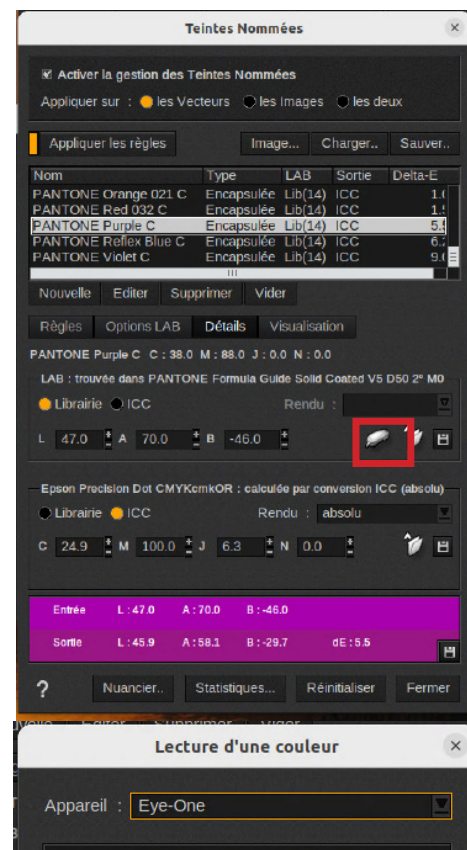 Teintes Nommées
Activer la gestion des Teintes Nommées
Appliquer sur : les Vecteurs les Images les deux
Appliquer les règles Image... Charger.. Sauver..
Nom Type LAB Sortie Delta-E
PANTONE Orange 021 C Encapsulée Lib(14) ICC
PANTONE Red 032 C Encapsulée Lib(14) ICC
PANTONE Purple C Encapsulée Lib(14) ICC
PANTONE Reflex Blue C Encapsulée Lib(14) ICC
PANTONE Violet C Encapsulée Lib(14) ICC
Nouvelle Editer Supprimer Vider
Règles Options LAB Détails Visualisation
PANTONE Purple C C : 38.0 M : 88.0 J : 0.0 N : 0.0
LAB : trouvée dans PANTONE Formula Guide Solid Coated V5 D50 2° M0
Librairie ICC Rendu :
L 47.0 A 70.0 B -46.0
Epson Precision Dot CMYKcmkOR : calculée par conversion ICC (absolu)
Librairie ICC Rendu : absolu
C 24.9 M 100.0 J 6.3 N 0.0
Entrée L : 47.0 A : 70.0 B : -46.0
Sortie L : 45.9 A : 58.1 B : -29.7 dE : 5.5
? Nuancier.. Statistiques... Réinitialiser Fermer
Lecture d'une couleur
Appareil : Eye-One